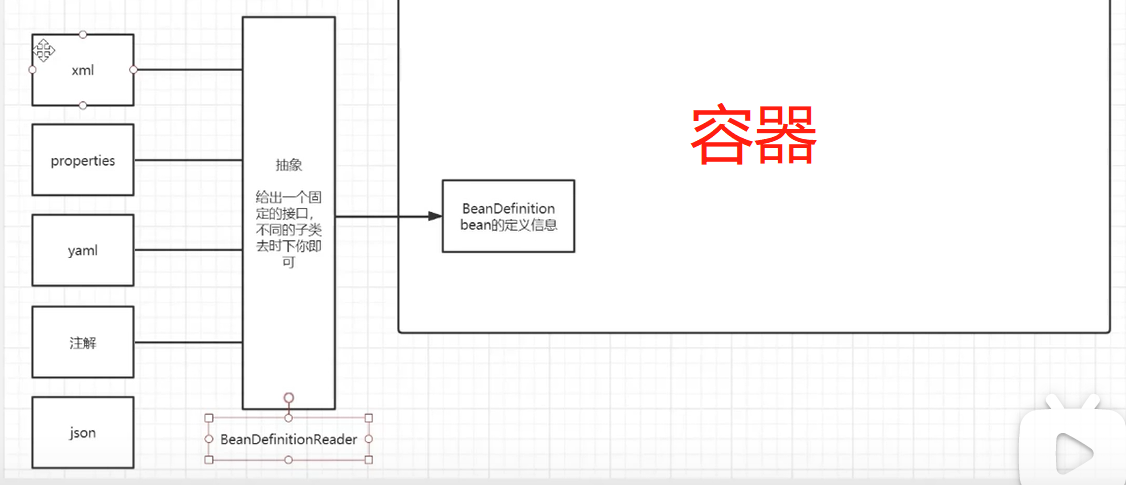 xml
properties
yaml
注解
json
抽象
给出一个固
定的接口,
不同的子类
去时下你即
可
BeanDefinitionReader
容器
BeanDefinition
bean的定义信息